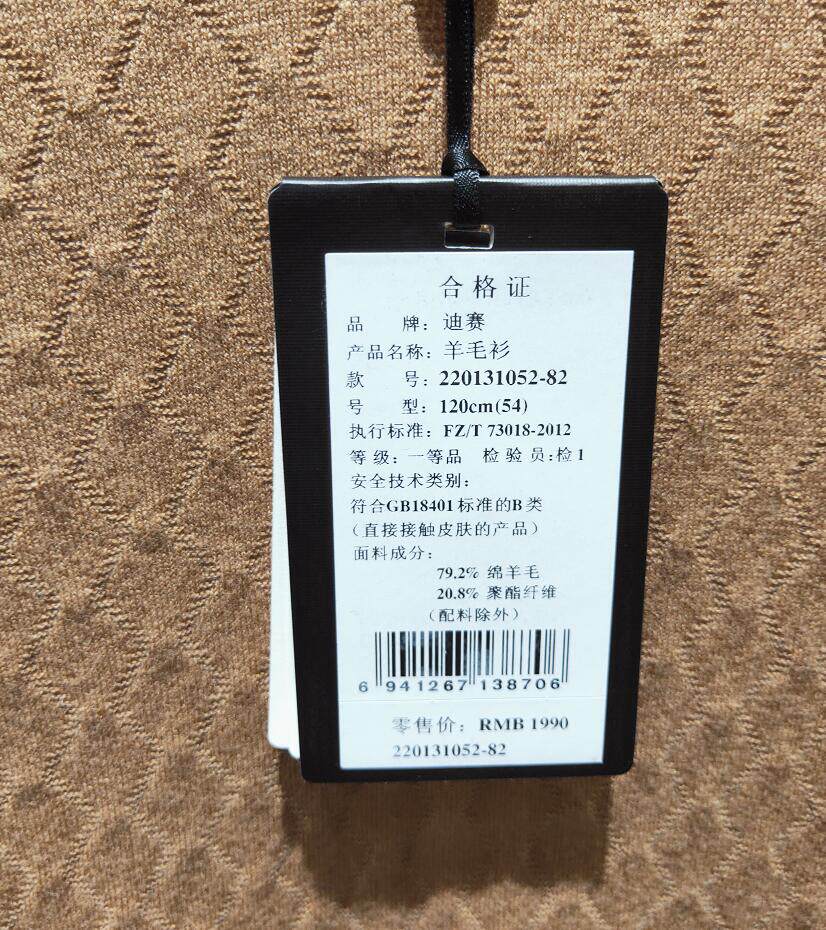 合格证
品 牌：迪赛
产品名称：羊毛衫
款 号：220131052-82
号 型：120cm(54)
执行标准：FZ/T 73018-2012
等级：一等品 检验员:检1
安全技术类别：
符合GB18401标准的B类
（直接接触皮肤的产品）
面料成分：
79.2% 绵羊毛
20.8% 聚酯纤维
（配料除外）
6 941267 138706
零售价：RMB 1990
220131052-82